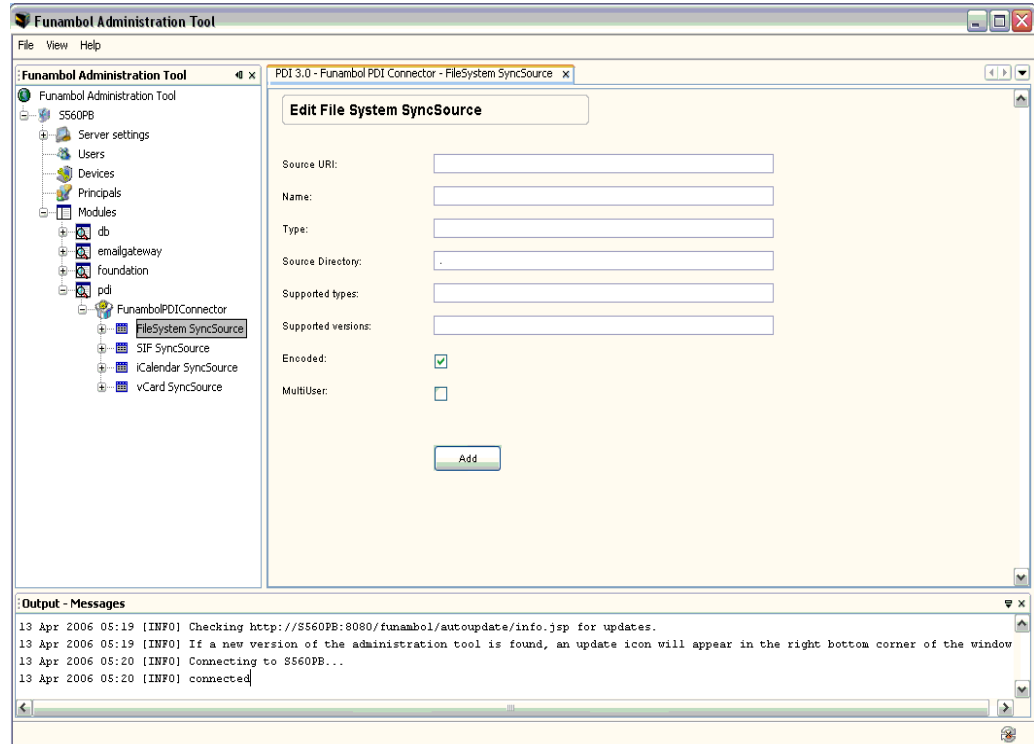 Funambol Administration Tool
File View Help
Funambol Administration Tool
Funambol Administration Tool
S560PB
Server settings
Users
Devices
Principals
Modules
db
emailgateway
foundation
pdi
FunambolPDIConnector
FileSystem SyncSource
SIF SyncSource
iCalendar SyncSource
vCard SyncSource
PDI 3.0 - Funambol PDI Connector - FileSystem SyncSource x
Edit File System SyncSource
Source URI:
Name:
Type:
Source Directory: .
Supported types:
Supported versions:
Encoded:
MultiUser:
Add
Output - Messages
13 Apr 2006 05:19 [INFO] Checking http://S560PB:8080/funambol/autoupdate/info.jsp for updates.
13 Apr 2006 05:19 [INFO] If a new version of the administration tool is found, an update icon will appear in the right bottom corner of the window
13 Apr 2006 05:20 [INFO] Connecting to S560PB...
13 Apr 2006 05:20 [INFO] connected